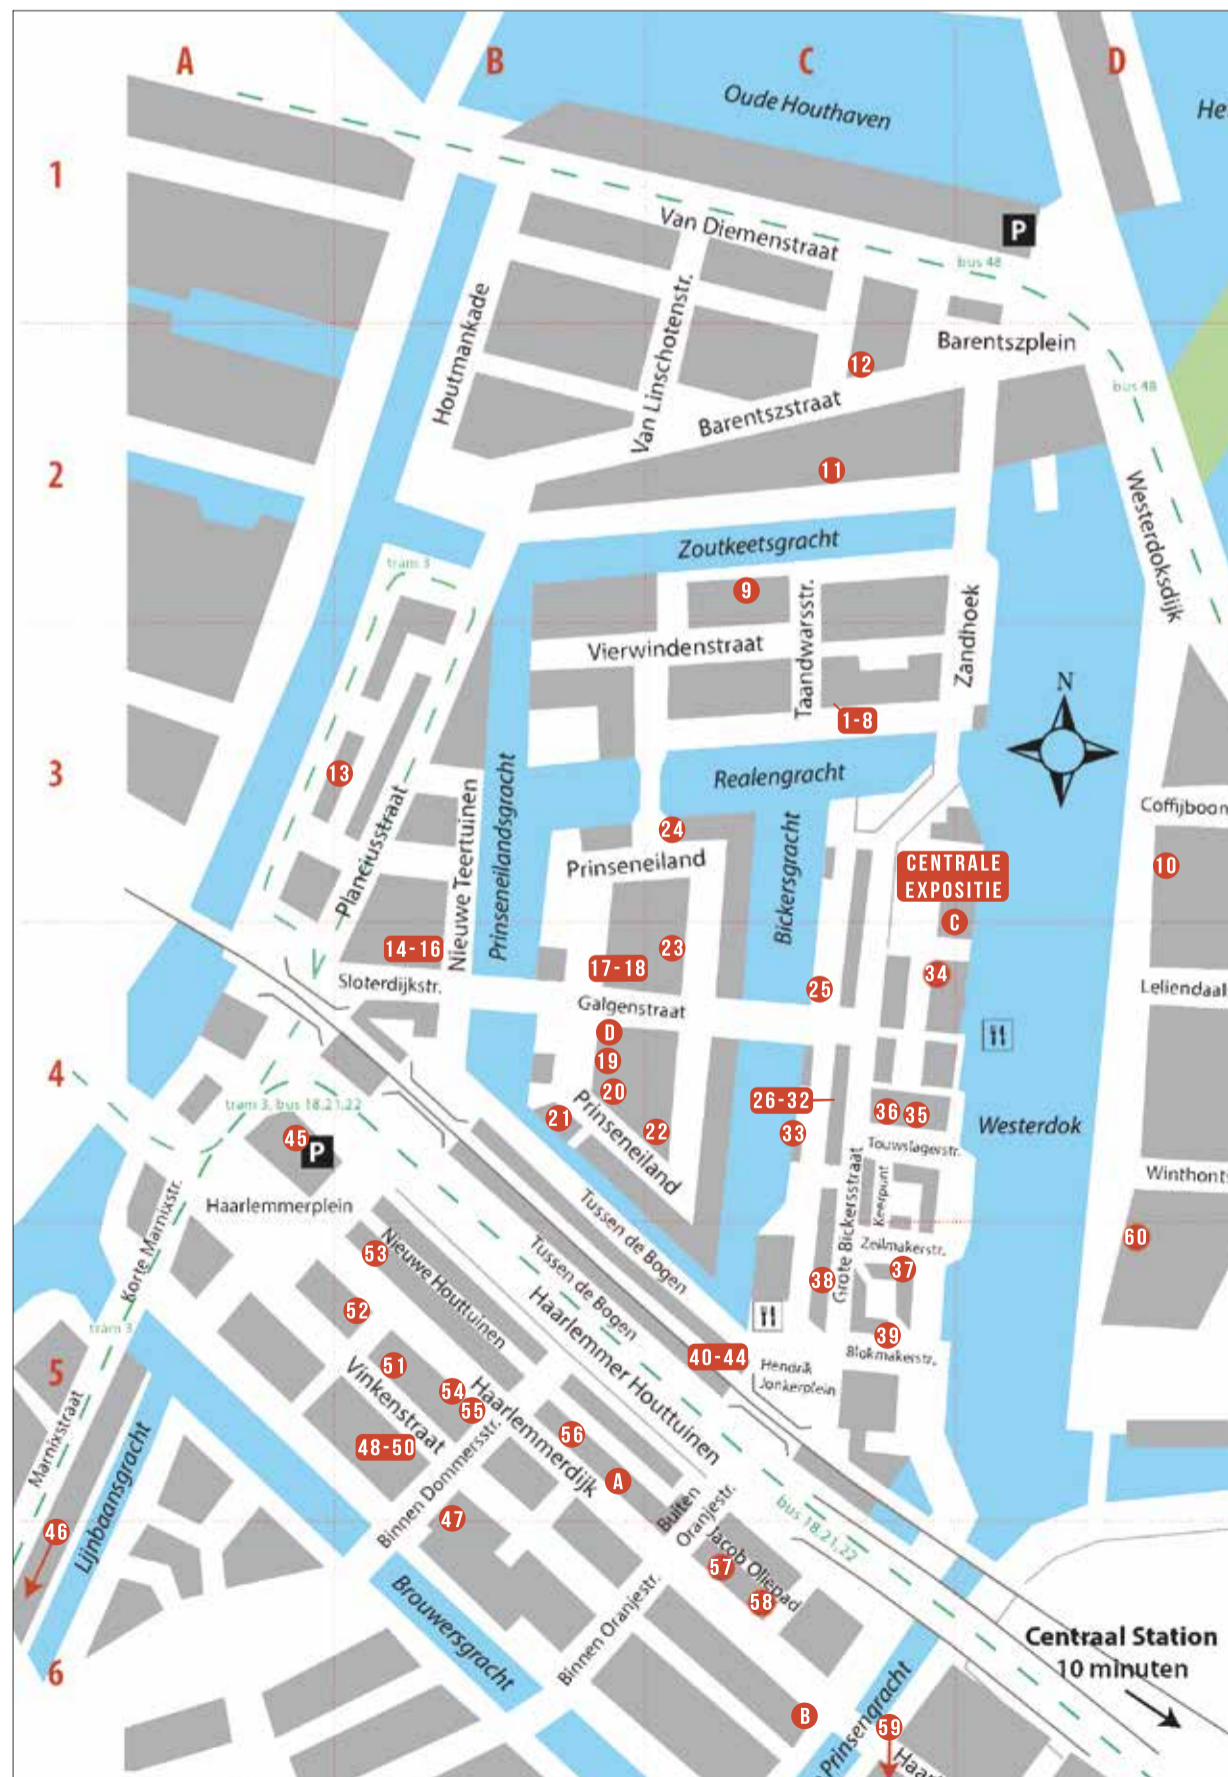 A
B
C
D
Oude Houthaven
1
Van Diemenstraat
P
bus 48
Houtmankade
Van Linschotenstr.
Barentszplein
12
bus 48
Barentszstraat
2
11
Westerdoksdijk
Zoutkeetsgracht
tram 3
9
Taandwarsstr.
Vierwindenstraat
Zandhoek
N
1-8
3
13
Realengracht
Prinseneilandsgracht
Nieuwe Teertuinen
Planciusstraat
Bickersgracht
24
Prinseneiland
CENTRALE
EXPOSITIE
10
C
14-16
23
17-18
34
Sloterdijkstr.
25
Galgenstraat
Leliendaal
D
19
4
20
26-32
36
35
tram 3, bus 18,21,22
21
22
33
Westerdok
45
P
Prinseneiland
Touwslagerstr.
Keerpunt
Grote Bickersstraat
Haarlemmerplein
Korte Marnixstr.
Tussen de Bogen
60
53
Nieuwe Houttuinen
Tussen de Bogen
Zeilmakerstr.
37
38
52
Haarlemmer Houttuinen
tram 3
39
Blokmakerstr.
5
51
40-44
Hendrik
Jonkerplein
Vinkenstraat
54
55
Haarlemmerdijk
56
48-50
Marnixstraat
Lijnbaansgracht
Binnen Dommersstr.
A
47
Buiten
Oranjestr.
bus 18,21,22
46
Jacob Oliepad
57
58
Brouwersgracht
Binnen Oranjestr.
Centraal Station
10 minuten
6
B
Prinsengracht
59